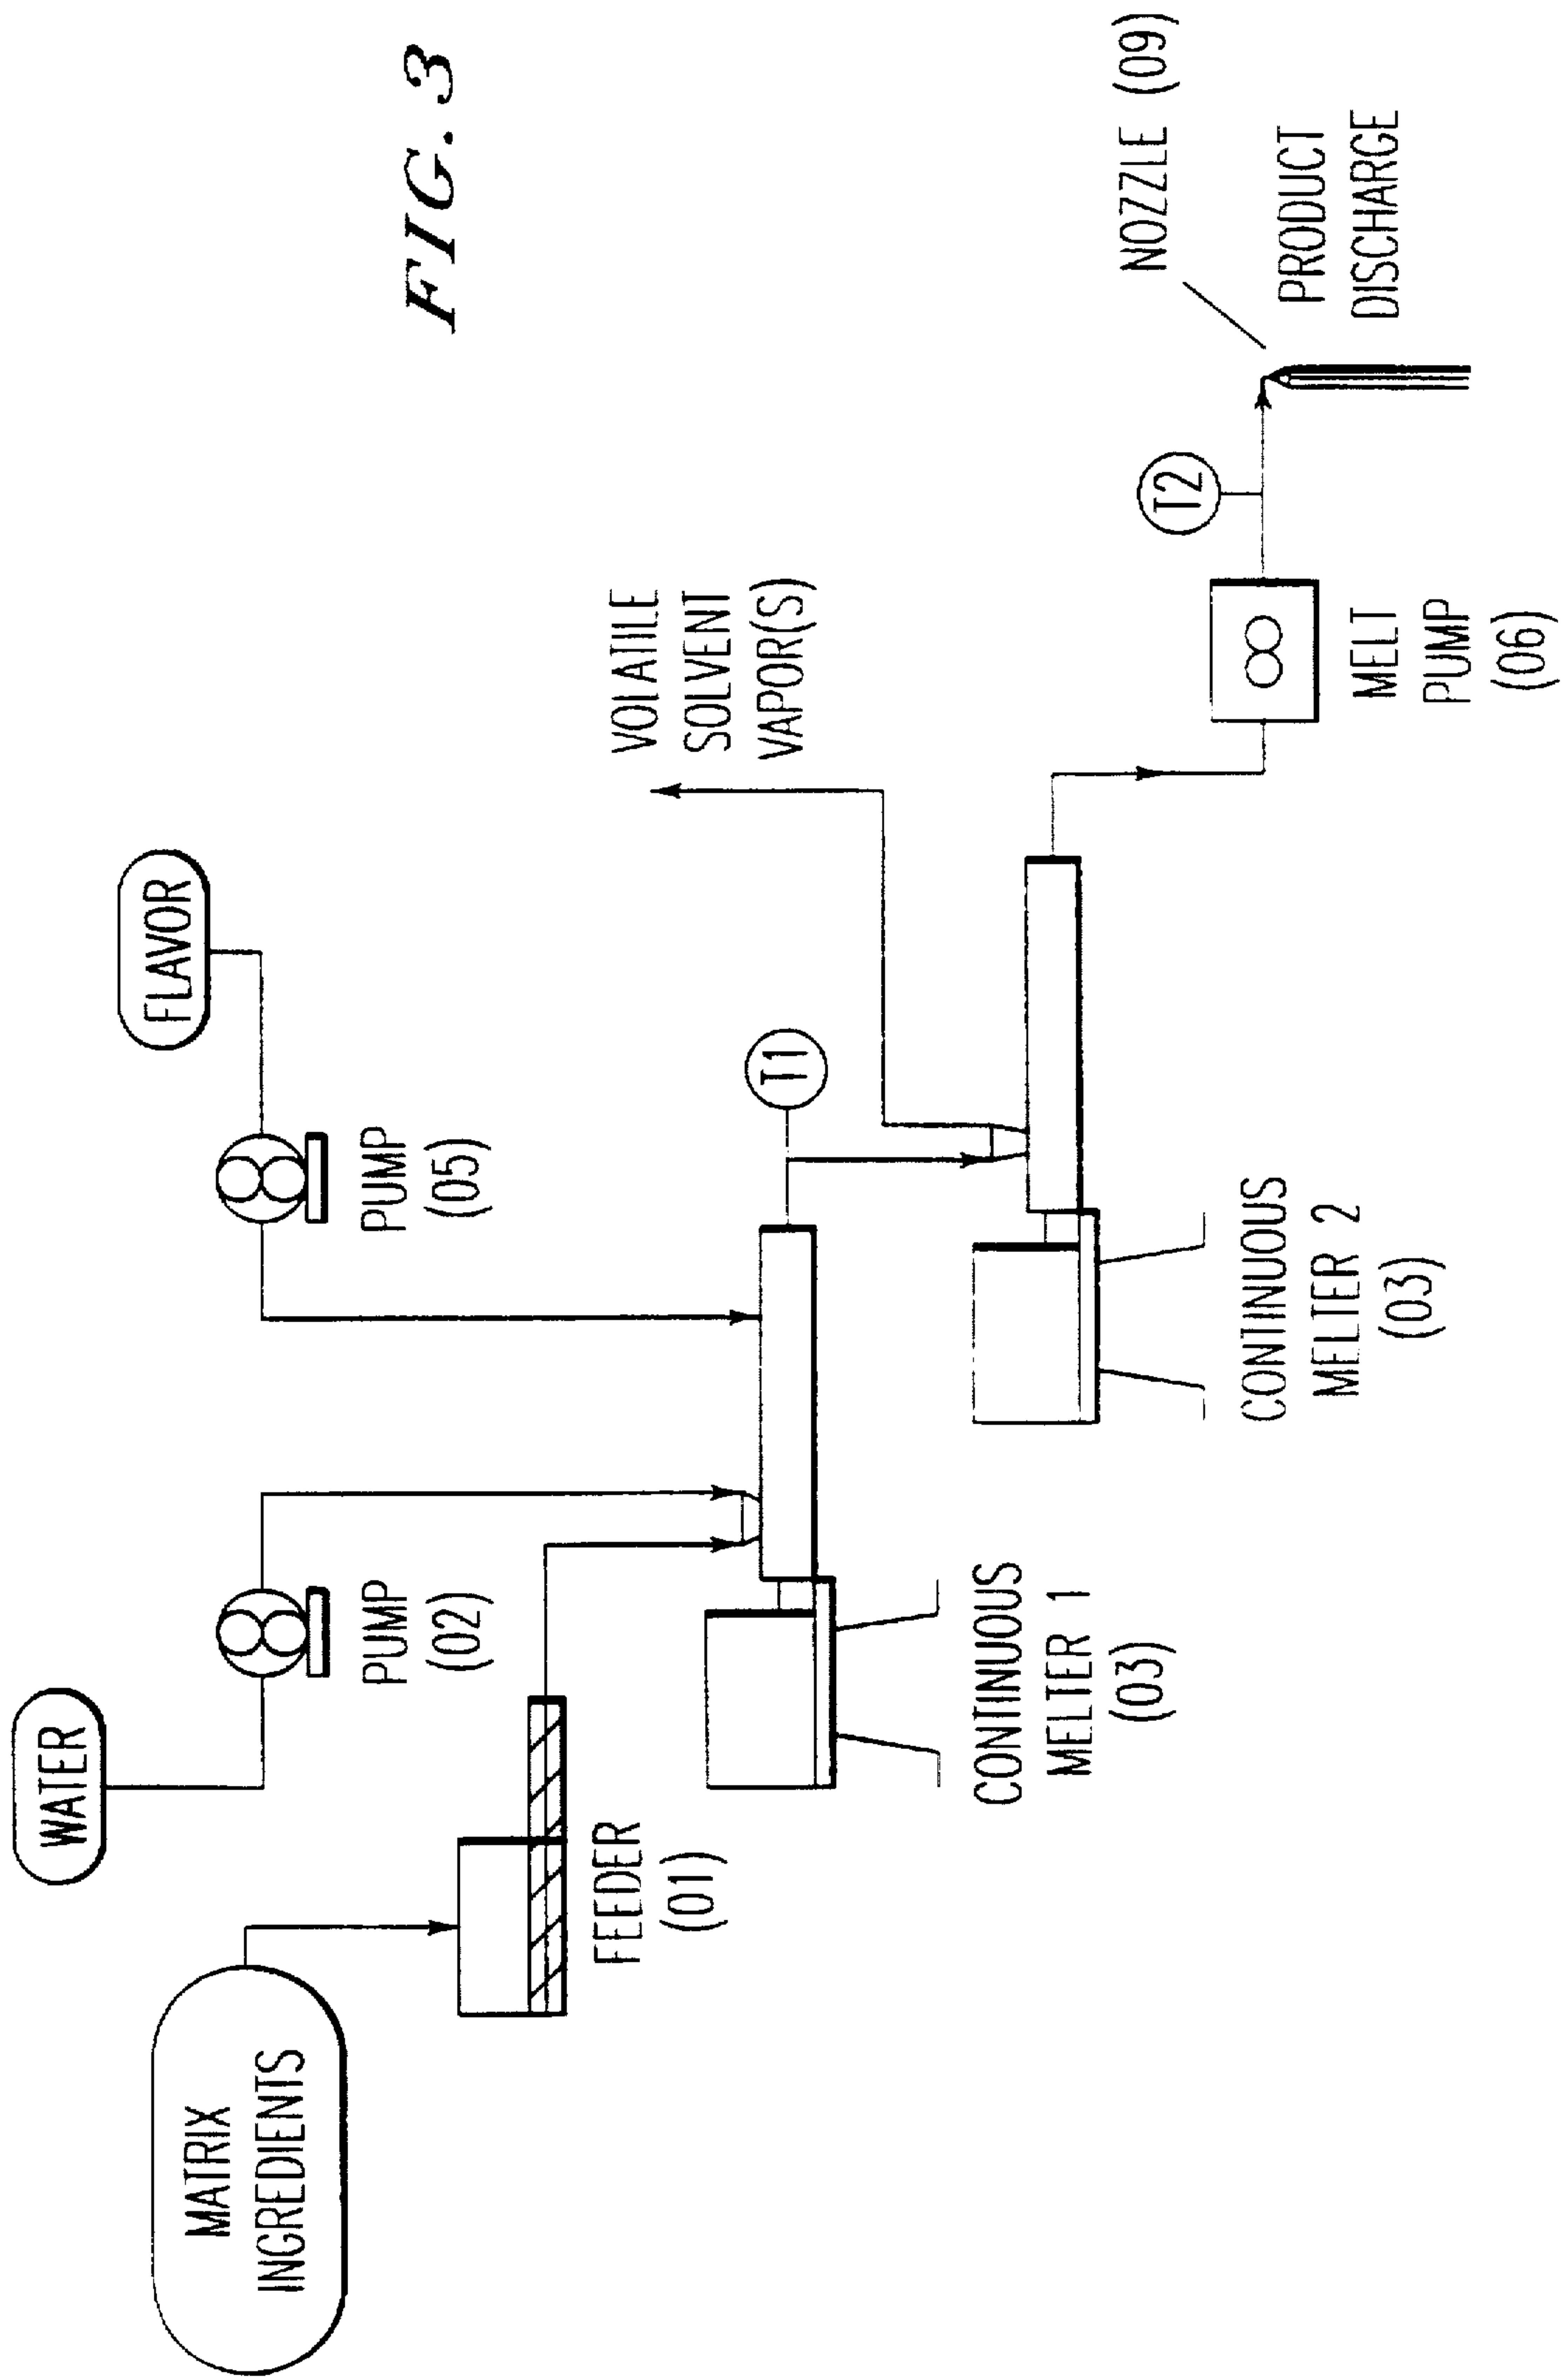 FIG. 3
WATER
FLAVOR
MATRIX
INGREDIENTS
PUMP
(02)
PUMP
(05)
FEEDER
(01)
VOLATILE
SOLVENT
VAPOR(S)
T1
CONTINUOUS
MELTER 1
(03)
CONTINUOUS
MELTER 2
(03)
T2
MELT
PUMP
(06)
NOZZLE (09)
PRODUCT
DISCHARGE